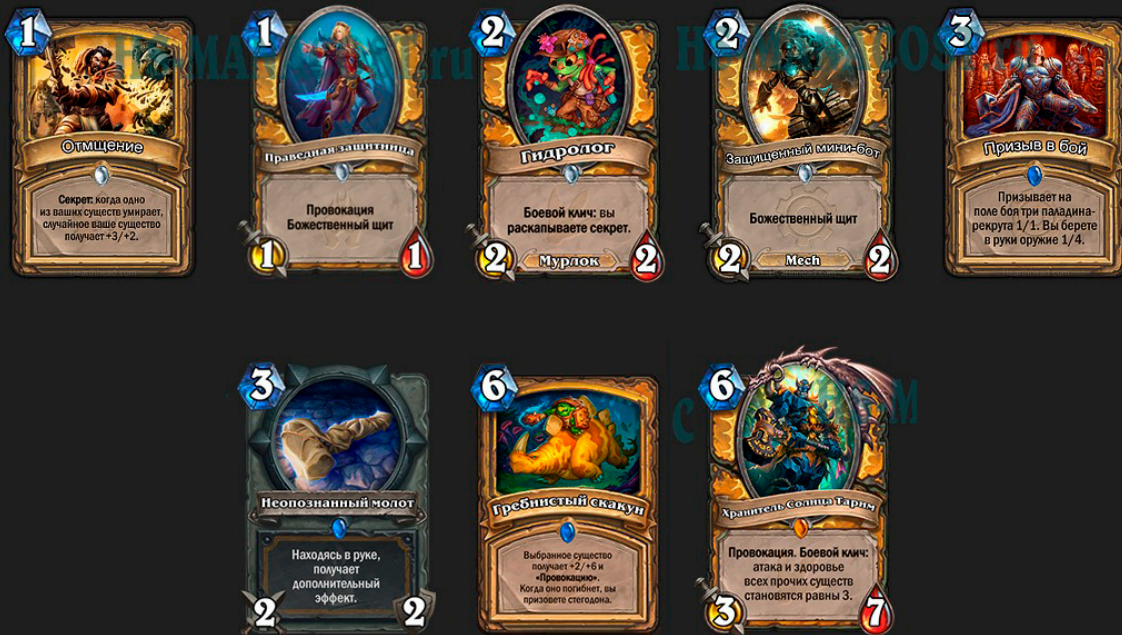 1
Отмщение
Секрет: когда одно
из ваших существ умирает,
случайное ваше существо
получает +3/+2.
1
Праведная защитница
Провокация
Божественный щит
1
1
2
Гидролог
Боевой клич: вы
раскапываете секрет.
2
Мурлок
2
2
Защищенный мини-бот
Божественный щит
2
Mech
2
3
Призыв в бой
Призывает на
поле боя три паладина-
рекрута 1/1. Вы берете
в руки оружие 1/4.
3
Неопознанный молот
Находясь в руке,
получает
дополнительный
эффект.
2
2
6
Гребнистый скакун
Выбранное существо
получает +2/+6 и
«Провокацию».
Когда оно погибнет, вы
призовете стегодона.
6
Хранитель Солнца Тарим
Провокация. Боевой клич:
атака и здоровье
всех прочих существ
становятся равны 3.
3
7